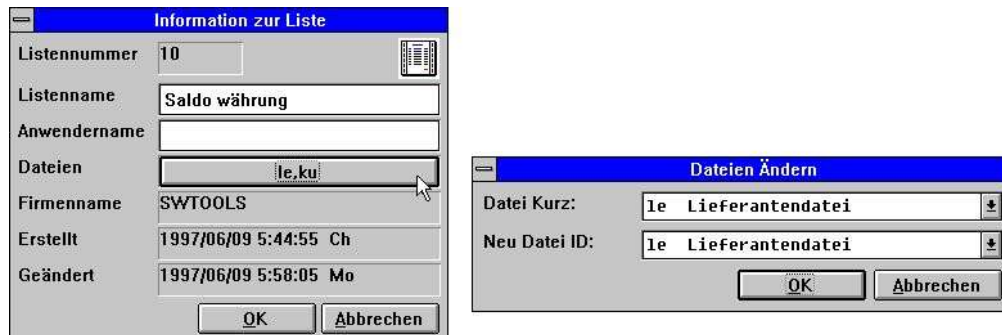 Information zur Liste
Listennummer 10
Listenname Saldo währung
Anwendername
Dateien le,ku
Firmenname SWTOOLS
Erstellt 1997/06/09 5:44:55 Ch
Geändert 1997/06/09 5:58:05 Mo
OK Abbrechen
Dateien Ändern
Datei Kurz: le Lieferantendatei
Neu Datei ID: le Lieferantendatei
OK Abbrechen